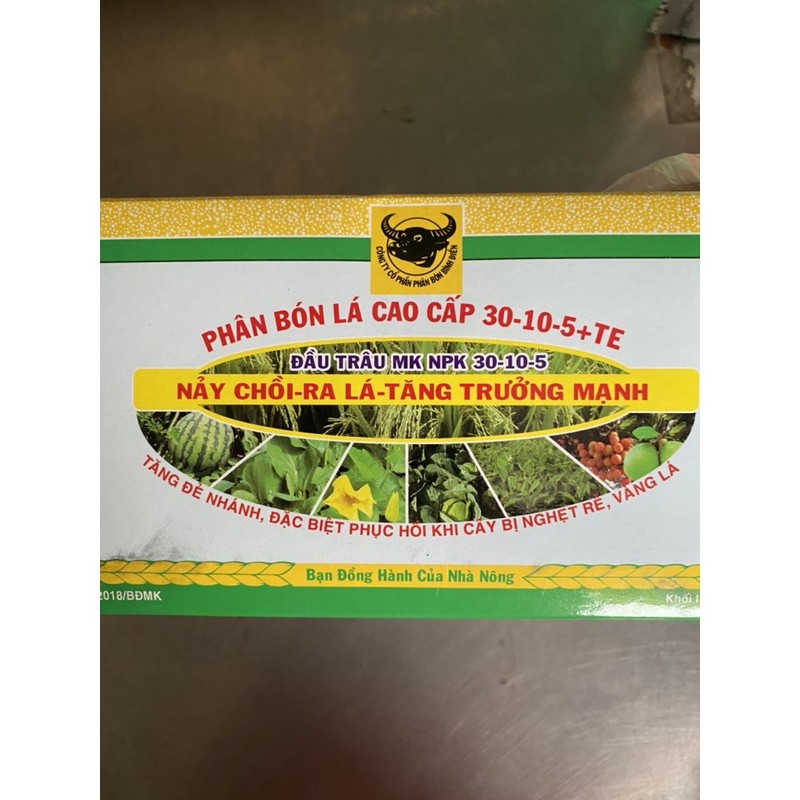 CÔNG TY CỔ PHẦN PHÂN BÓN BÌNH ĐIỀN
PHÂN BÓN LÁ CAO CẤP 30-10-5+TE
ĐẦU TRÂU MK NPK 30-10-5
NẢY CHỒI-RA LÁ-TĂNG TRƯỞNG MẠNH
TĂNG ĐẺ NHÁNH, ĐẶC BIỆT PHỤC HỒI KHI CÂY BỊ NGHẸT RỄ, VÀNG LÁ
Bạn Đồng Hành Của Nhà Nông
2018/BĐMK
Khối